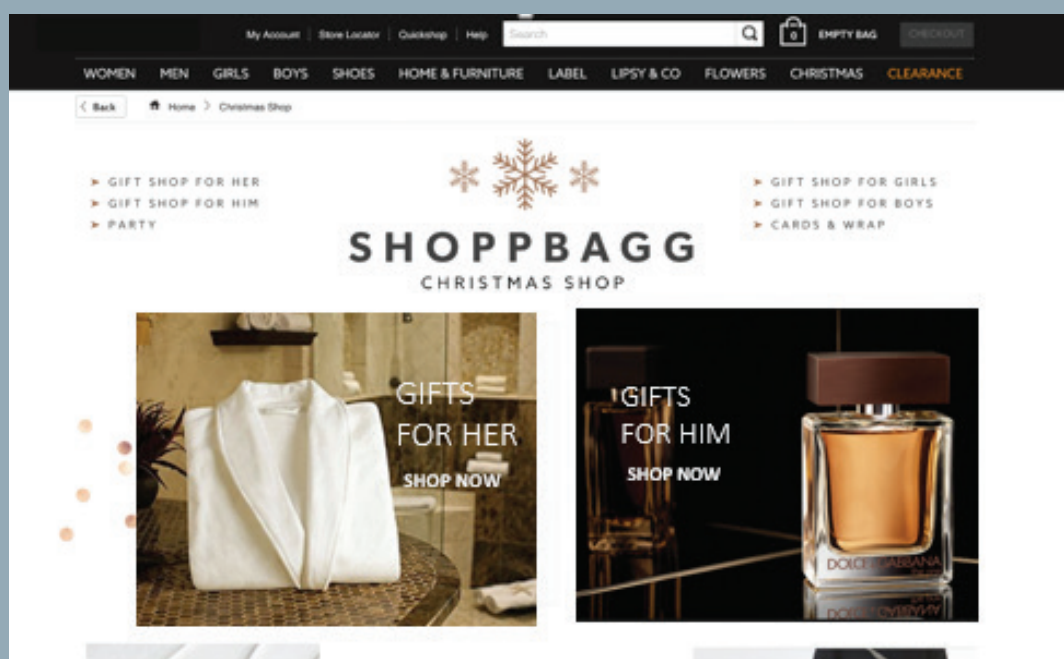 My Account Store Locator Quickshop Help Search 0 EMPTY BAG CHECKOUT
WOMEN MEN GIRLS BOYS SHOES HOME & FURNITURE LABEL LIPSY & CO FLOWERS CHRISTMAS CLEARANCE
Back Home Christmas Shop
GIFT SHOP FOR HER
GIFT SHOP FOR HIM
PARTY
GIFT SHOP FOR GIRLS
GIFT SHOP FOR BOYS
CARDS & WRAP
SHOPPBAGG
CHRISTMAS SHOP
GIFTS
FOR HER
SHOP NOW
GIFTS
FOR HIM
SHOP NOW
DOLCE & GABBANA